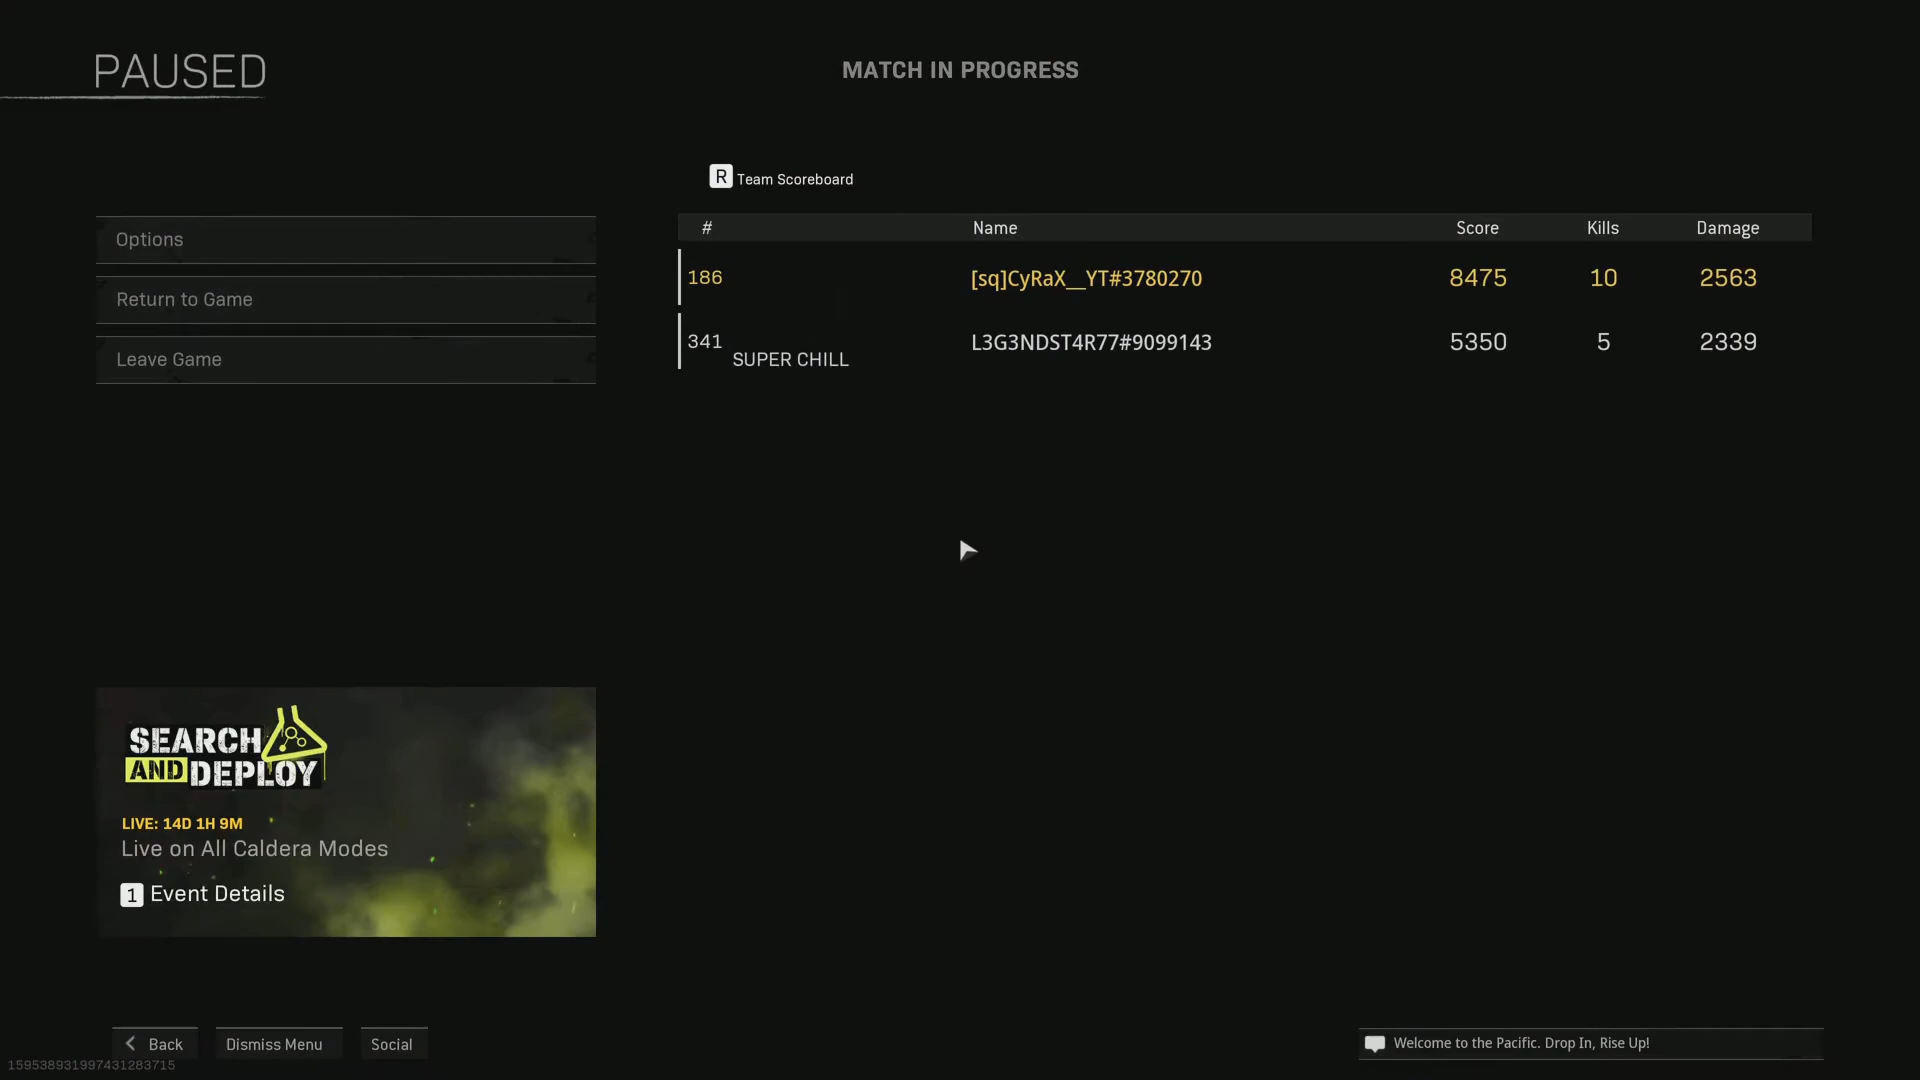 PAUSED
MATCH IN PROGRESS
R Team Scoreboard
# Name Score Kills Damage
186 [sq]CyRaX__YT#3780270 8475 10 2563
341 SUPER CHILL L3G3NDST4R77#9099143 5350 5 2339
Options
Return to Game
Leave Game
SEARCH
AND DEPLOY
LIVE: 14D 1H 9M
Live on All Caldera Modes
1 Event Details
Back Dismiss Menu Social
Welcome to the Pacific. Drop In, Rise Up!
159538931997431283715